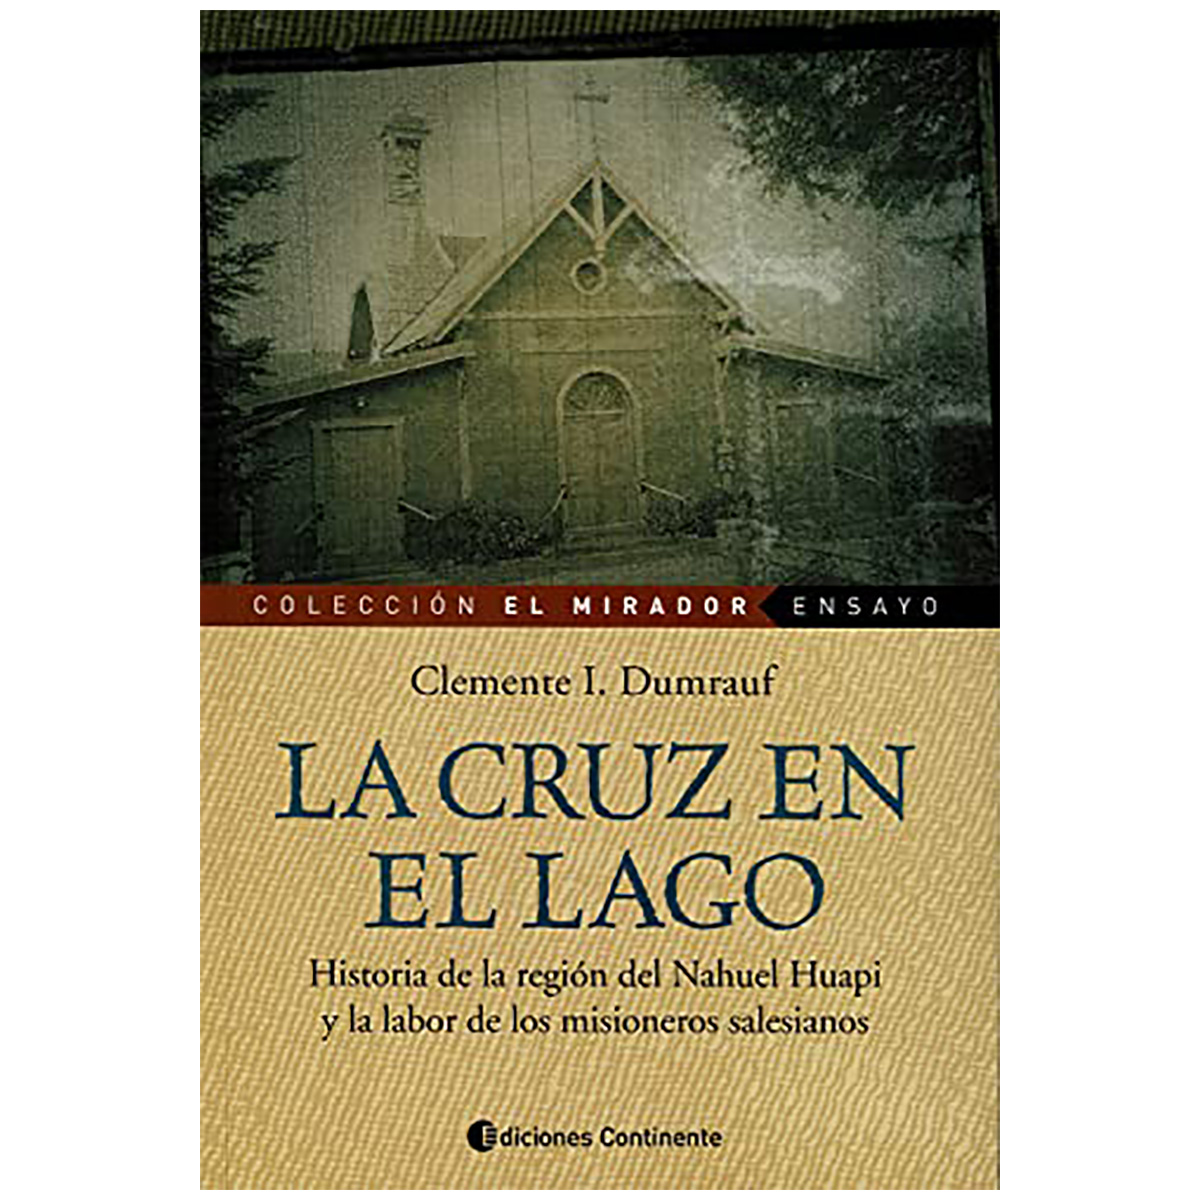 COLECCIÓN EL MIRADOR ENSAYO
Clemente I. Dumrauf
LA CRUZ EN
EL LAGO
Historia de la región del Nahuel Huapi
y la labor de los misioneros salesianos
Ediciones Continente